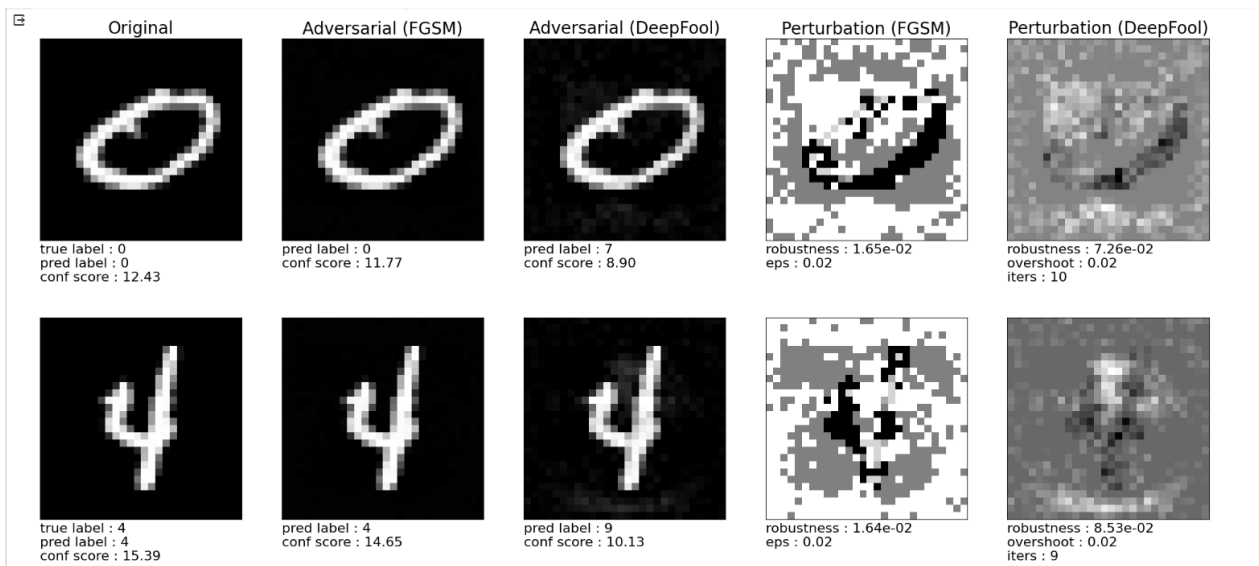 Original
Adversarial (FGSM)
Adversarial (DeepFool)
Perturbation (FGSM)
Perturbation (DeepFool)
true label : 0
pred label : 0
conf score : 12.43
pred label : 0
conf score : 11.77
pred label : 7
conf score : 8.90
robustness : 1.65e-02
eps : 0.02
robustness : 7.26e-02
overshoot : 0.02
iters : 10
true label : 4
pred label : 4
conf score : 15.39
pred label : 4
conf score : 14.65
pred label : 9
conf score : 10.13
robustness : 1.64e-02
eps : 0.02
robustness : 8.53e-02
overshoot : 0.02
iters : 9